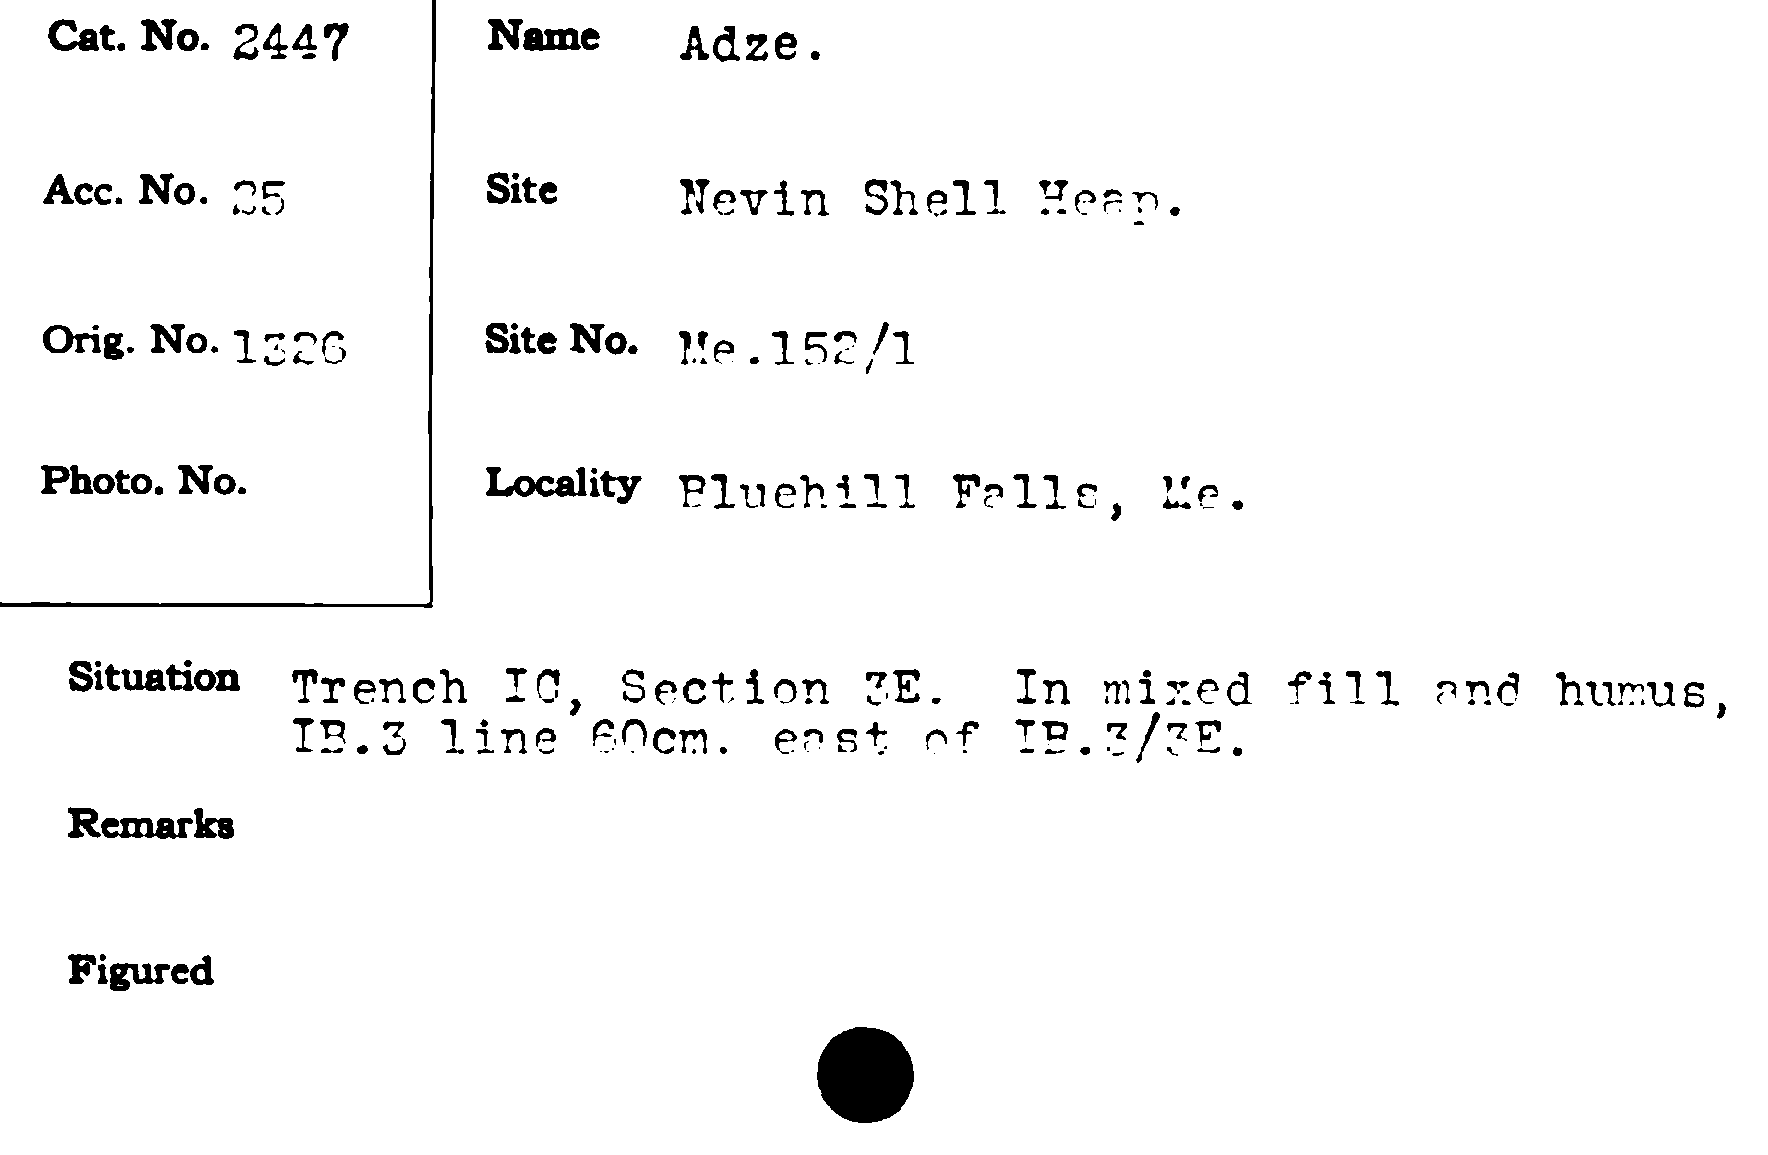 Cat. No. 2447 Name Adze.
Acc. No. 25 Site Nevin Shell Heap.
Orig. No. 1326 Site No. Me.152/1
Photo. No. Locality Bluehill Falls, Me.
Situation Trench IC, Section 3E. In mixed fill and humus,
IB.3 line 60cm. east of IB.3/3E.
Remarks
Figured